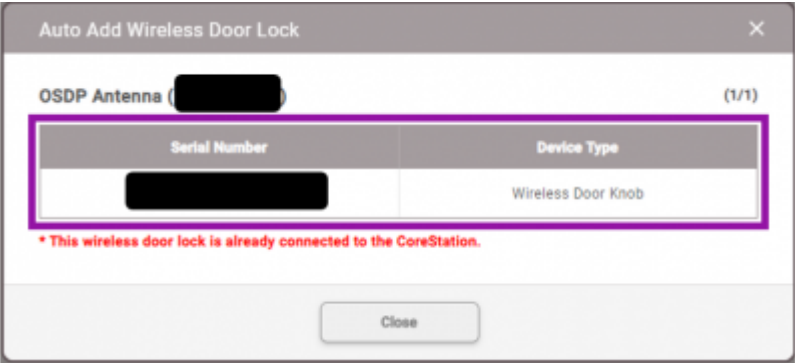 Auto Add Wireless Door Lock ×
OSDP Antenna ( ) (1/1)
Serial Number Device Type
Wireless Door Knob
* This wireless door lock is already connected to the CoreStation.
Close